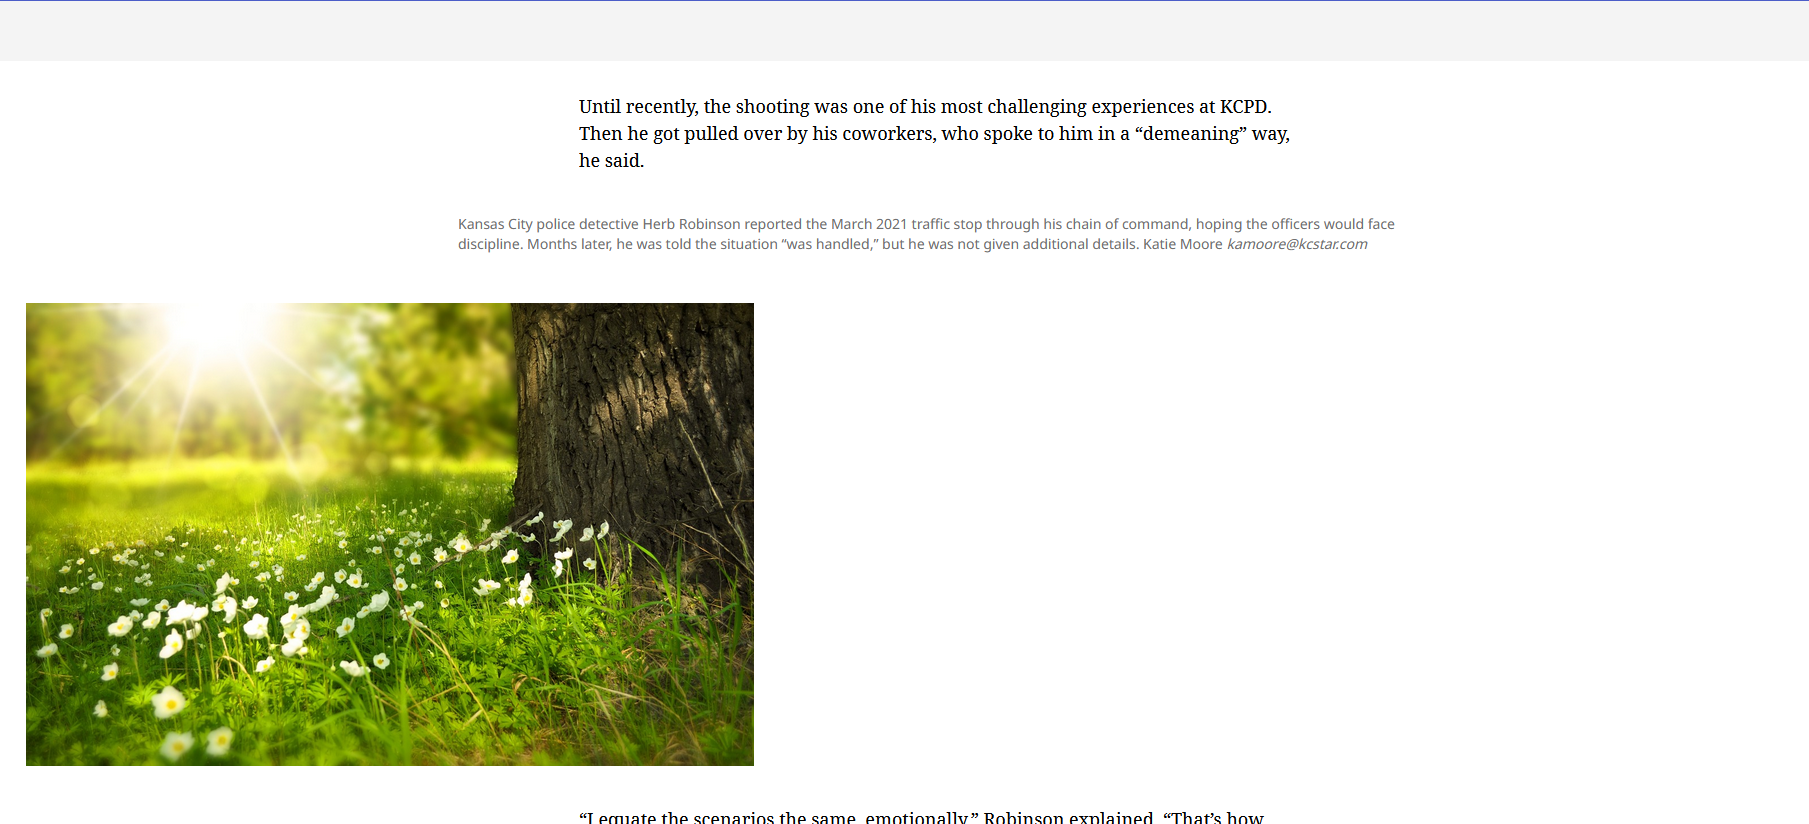 Until recently, the shooting was one of his most challenging experiences at KCPD.
Then he got pulled over by his coworkers, who spoke to him in a “demeaning” way,
he said.
Kansas City police detective Herb Robinson reported the March 2021 traffic stop through his chain of command, hoping the officers would face
discipline. Months later, he was told the situation “was handled,” but he was not given additional details. Katie Moore kamoore@kcstar.com
“I equate the scenarios the same, emotionally,” Robinson explained. “That’s how